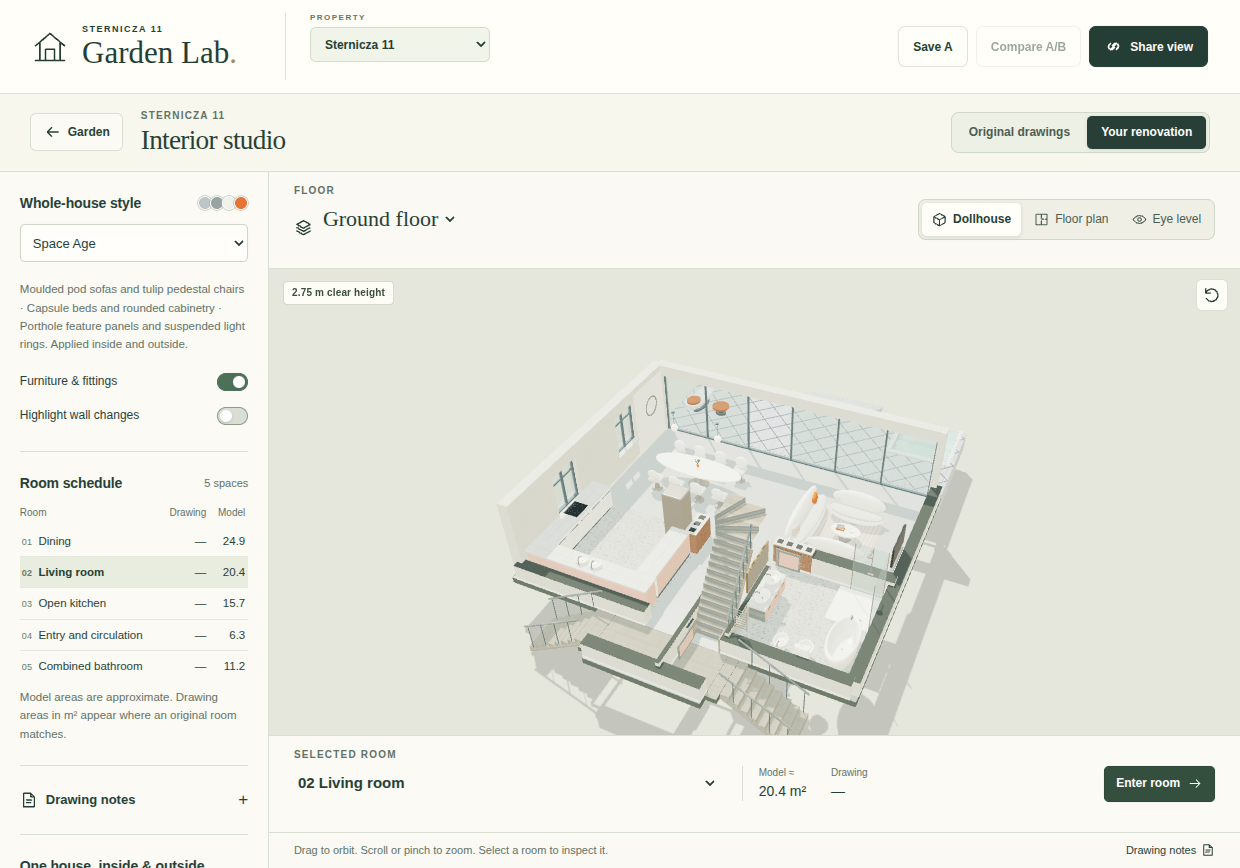 STERNICZA 11
Garden Lab.
PROPERTY
Sternicza 11
Save A
Compare A/B
Share view
Garden
STERNICZA 11
Interior studio
Original drawings
Your renovation
Whole-house style
Space Age
Moulded pod sofas and tulip pedestal chairs
· Capsule beds and rounded cabinetry ·
Porthole feature panels and suspended light
rings. Applied inside and outside.
Furniture & fittings
Highlight wall changes
Room schedule
5 spaces
Room Drawing Model
01 Dining — 24.9
02 Living room — 20.4
03 Open kitchen — 15.7
04 Entry and circulation — 6.3
05 Combined bathroom — 11.2
Model areas are approximate. Drawing
areas in m² appear where an original room
matches.
Drawing notes +
One house, inside & outside
FLOOR
Ground floor
Dollhouse
Floor plan
Eye level
2.75 m clear height
SELECTED ROOM
02 Living room
Model ≈
20.4 m²
Drawing
—
Enter room
Drag to orbit. Scroll or pinch to zoom. Select a room to inspect it.
Drawing notes